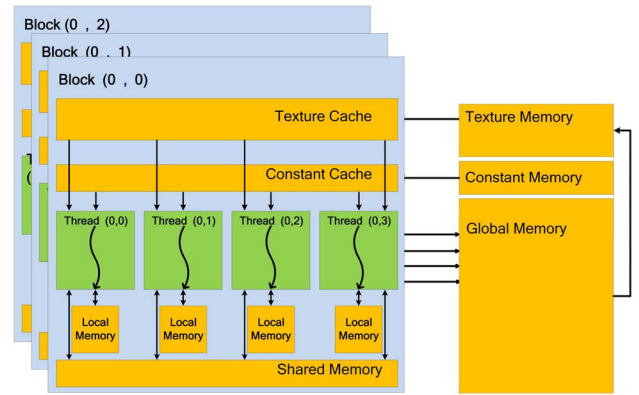 Block (0 , 2)
Block (0 , 1)
Block (0 , 0)
Texture Cache
Texture Memory
Constant Cache
Constant Memory
Thread (0,0)
Thread (0,1)
Thread (0,2)
Thread (0,3)
Global Memory
Local
Memory
Local
Memory
Local
Memory
Local
Memory
Shared Memory